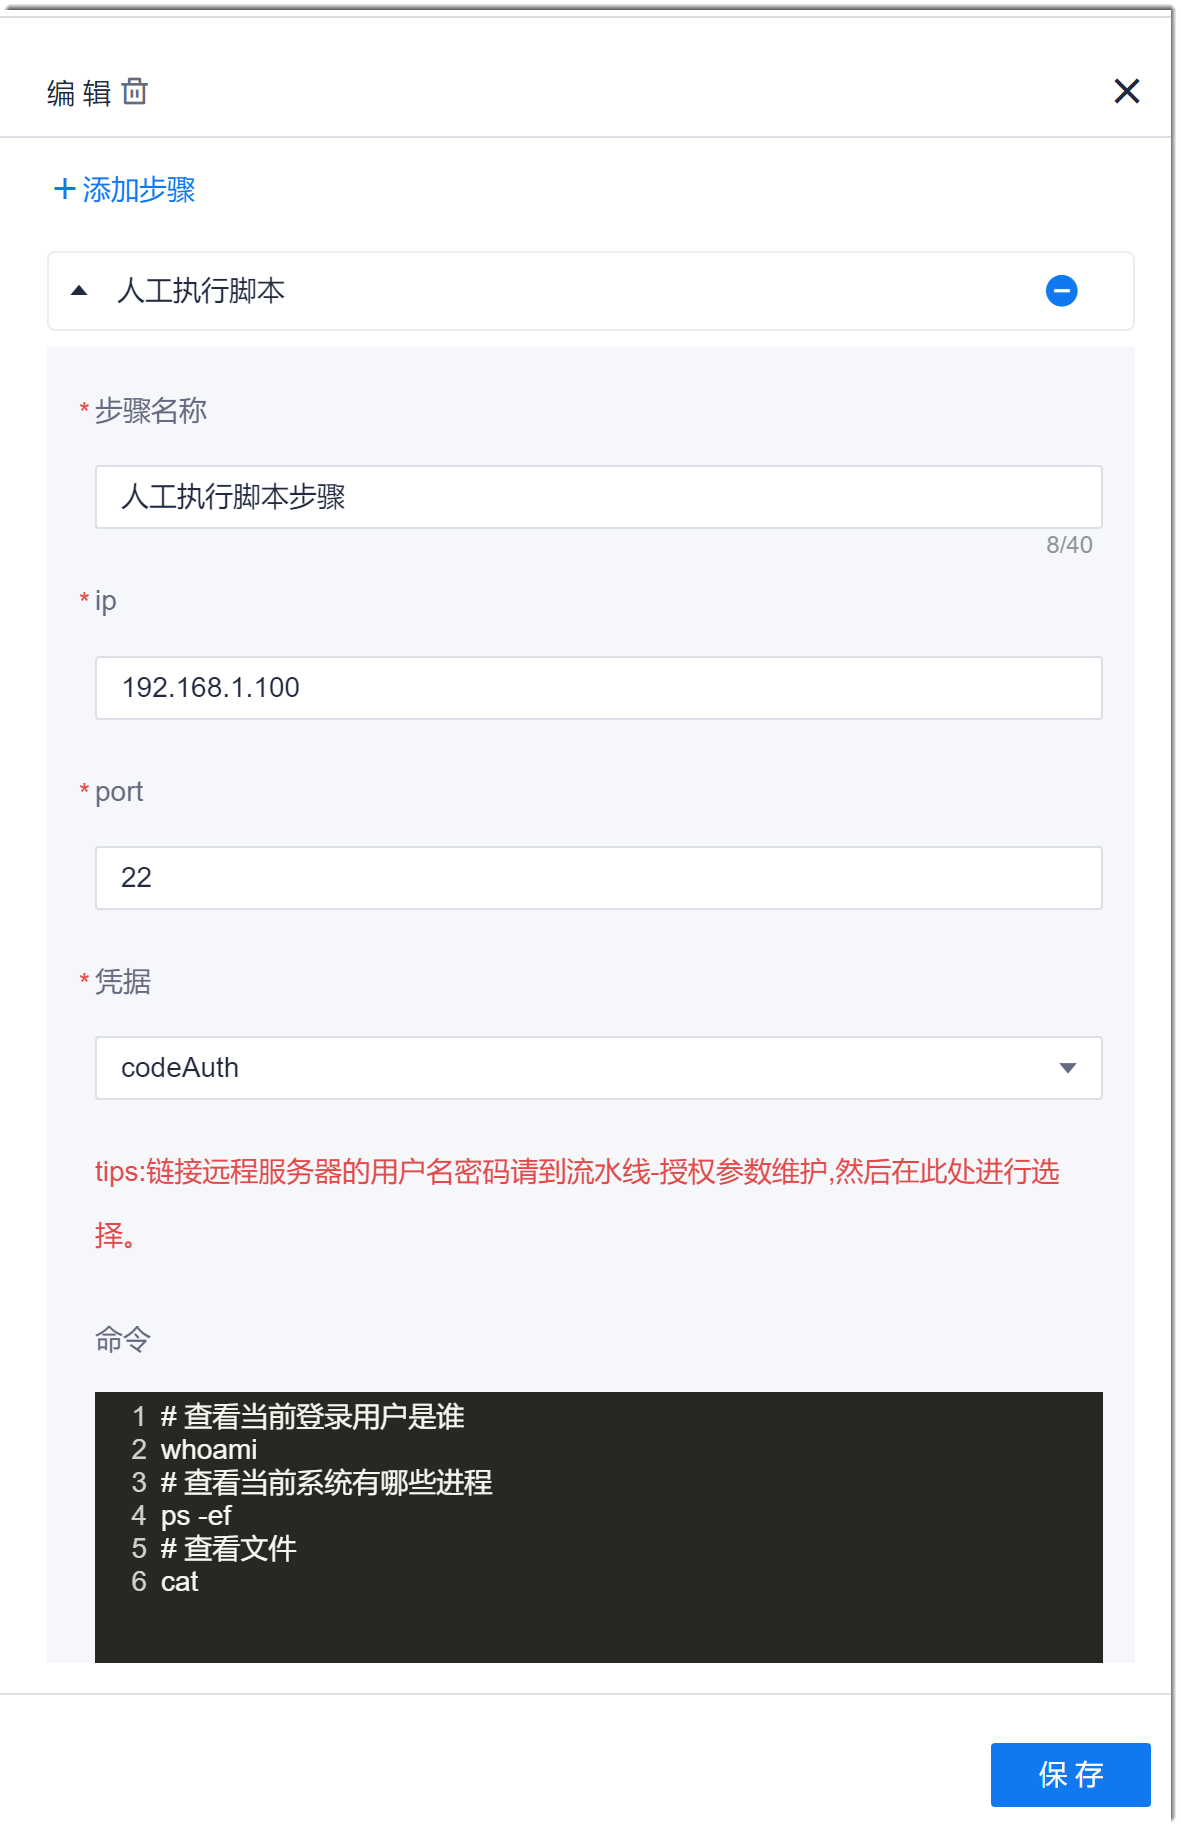 编 辑
+ 添加步骤
人工执行脚本
* 步骤名称
人工执行脚本步骤
8/40
* ip
192.168.1.100
* port
22
* 凭据
codeAuth
tips:链接远程服务器的用户名密码请到流水线-授权参数维护,然后在此处进行选
择。
命令
1 # 查看当前登录用户是谁
2 whoami
3 # 查看当前系统有哪些进程
4 ps -ef
5 # 查看文件
6 cat
保 存